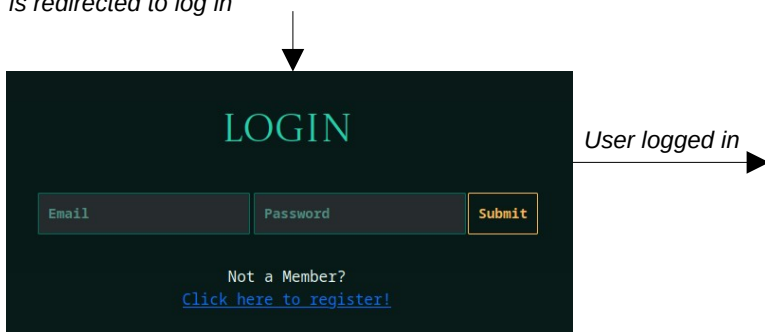 is redirected to log in
LOGIN
User logged in
Email
Password
Submit
Not a Member?
Click here to register!